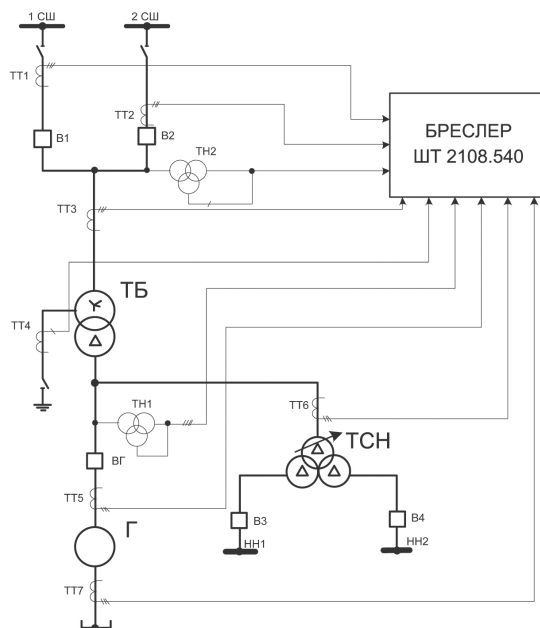 1 СШ
2 СШ
ТТ1
ТТ2
В1
В2
ТН2
БРЕСЛЕР
ШТ 2108.540
ТТ3
ТБ
ТТ4
ТН1
ТТ6
ТСН
ВГ
ТТ5
В3
В4
Г
НН1
НН2
ТТ7